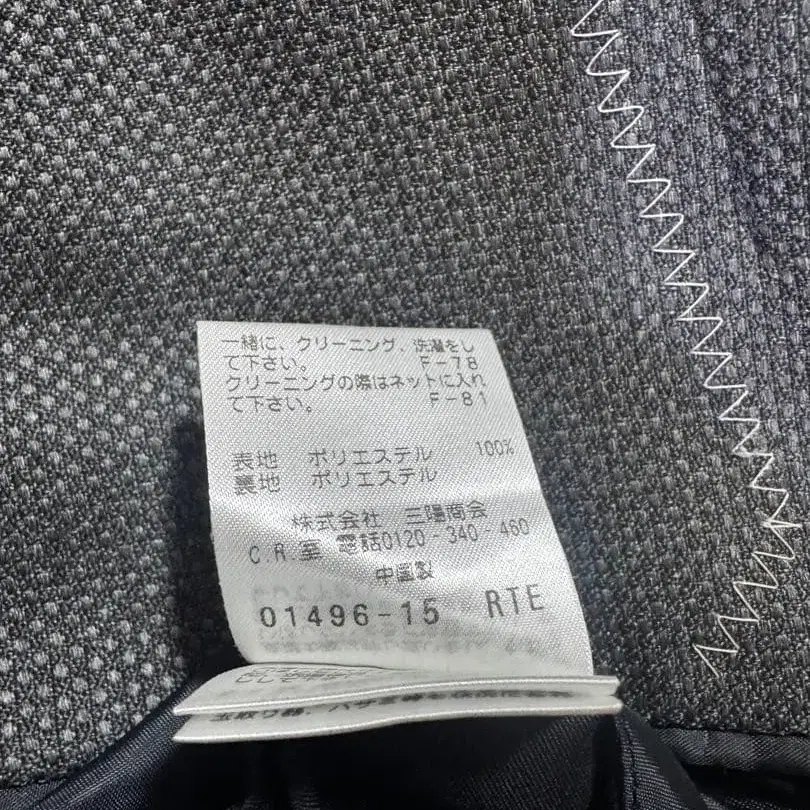 一緒に、クリーニング、洗濯をし
て下さい。 F-78
クリーニングの際はネットに入れ
て下さい。 F-81
表地 ポリエステル 100%
裏地 ポリエステル
株式会社 三陽商会
C.R.室 電話0120-340-460
中国製
01496-15 RTE